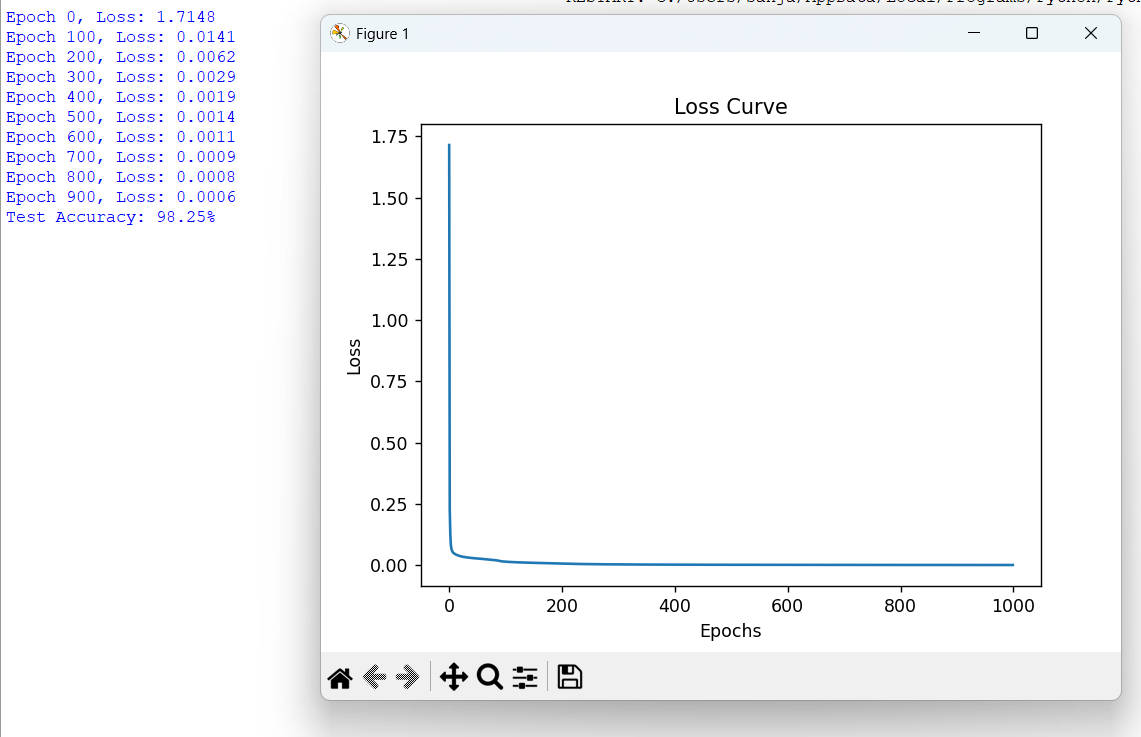 Epoch 0, Loss: 1.7148
Epoch 100, Loss: 0.0141
Epoch 200, Loss: 0.0062
Epoch 300, Loss: 0.0029
Epoch 400, Loss: 0.0019
Epoch 500, Loss: 0.0014
Epoch 600, Loss: 0.0011
Epoch 700, Loss: 0.0009
Epoch 800, Loss: 0.0008
Epoch 900, Loss: 0.0006
Test Accuracy: 98.25%
Figure 1
Loss Curve
1.75
1.50
1.25
1.00
0.75
0.50
0.25
0.00
Loss
0 200 400 600 800 1000
Epochs